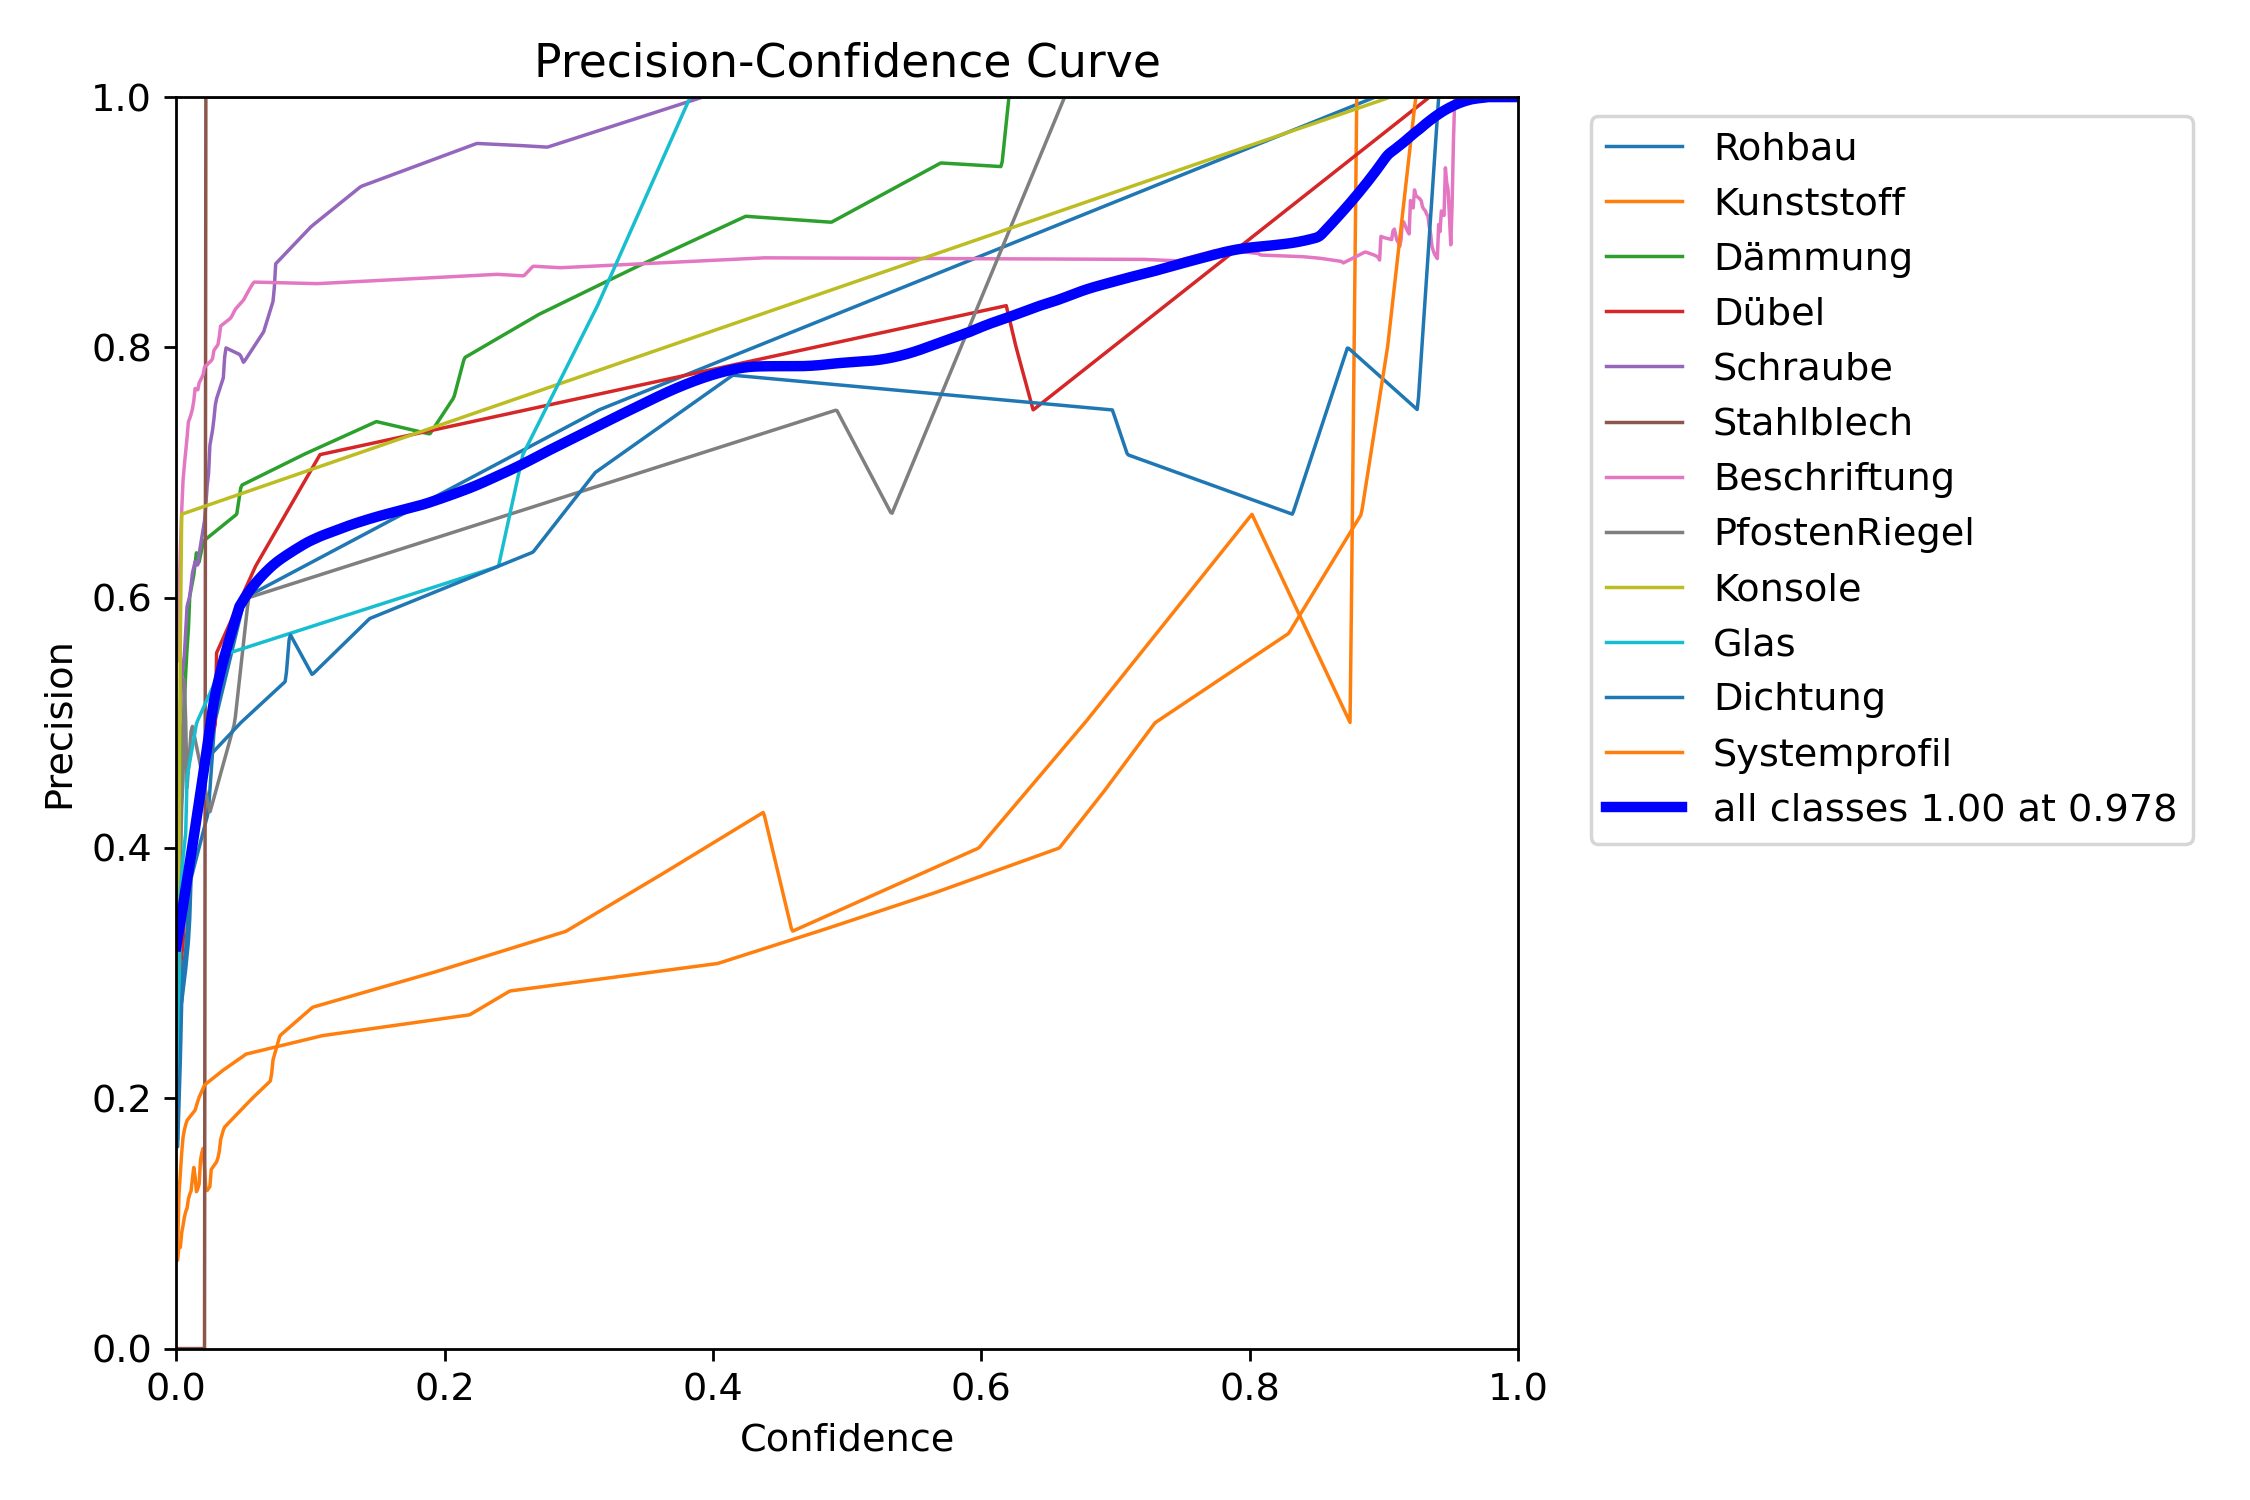 Precision-Confidence Curve
1.0
0.8
0.6
0.4
0.2
0.0
Precision
0.0 0.2 0.4 0.6 0.8 1.0
Confidence
Rohbau
Kunststoff
Dämmung
Dübel
Schraube
Stahlblech
Beschriftung
PfostenRiegel
Konsole
Glas
Dichtung
Systemprofil
all classes 1.00 at 0.978